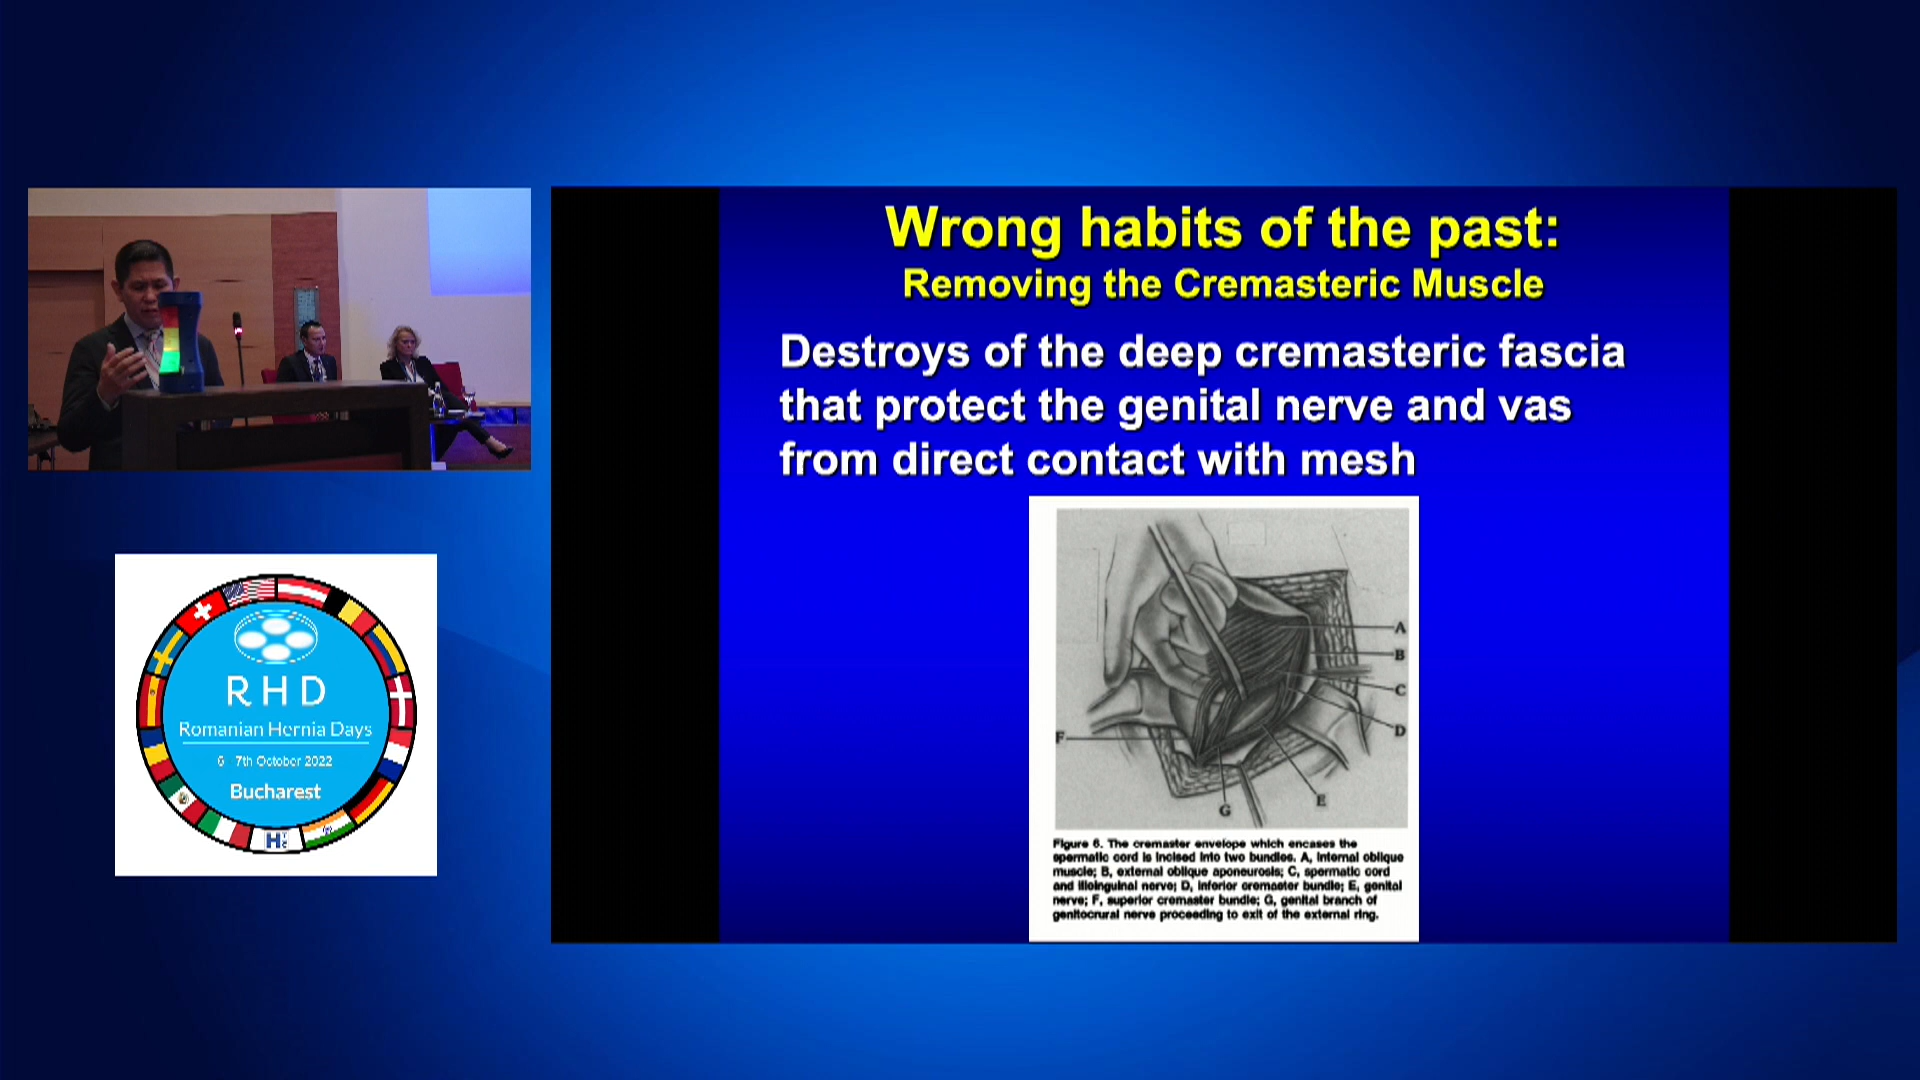 Wrong habits of the past:
Removing the Cremasteric Muscle
Destroys of the deep cremasteric fascia
that protect the genital nerve and vas
from direct contact with mesh
A
B
C
D
F
E
G
Figure 6. The cremaster envelope which encases the
spermatic cord is incised into two bundles. A, internal oblique
muscle; B, external oblique aponeurosis; C, spermatic cord
and ilioinguinal nerve; D, inferior cremaster bundle; E, genital
nerve; F, superior cremaster bundle; G, genital branch of
genitocrural nerve proceeding to exit of the external ring.
RHD
Romanian Hernia Days
6 - 7th October 2022
Bucharest